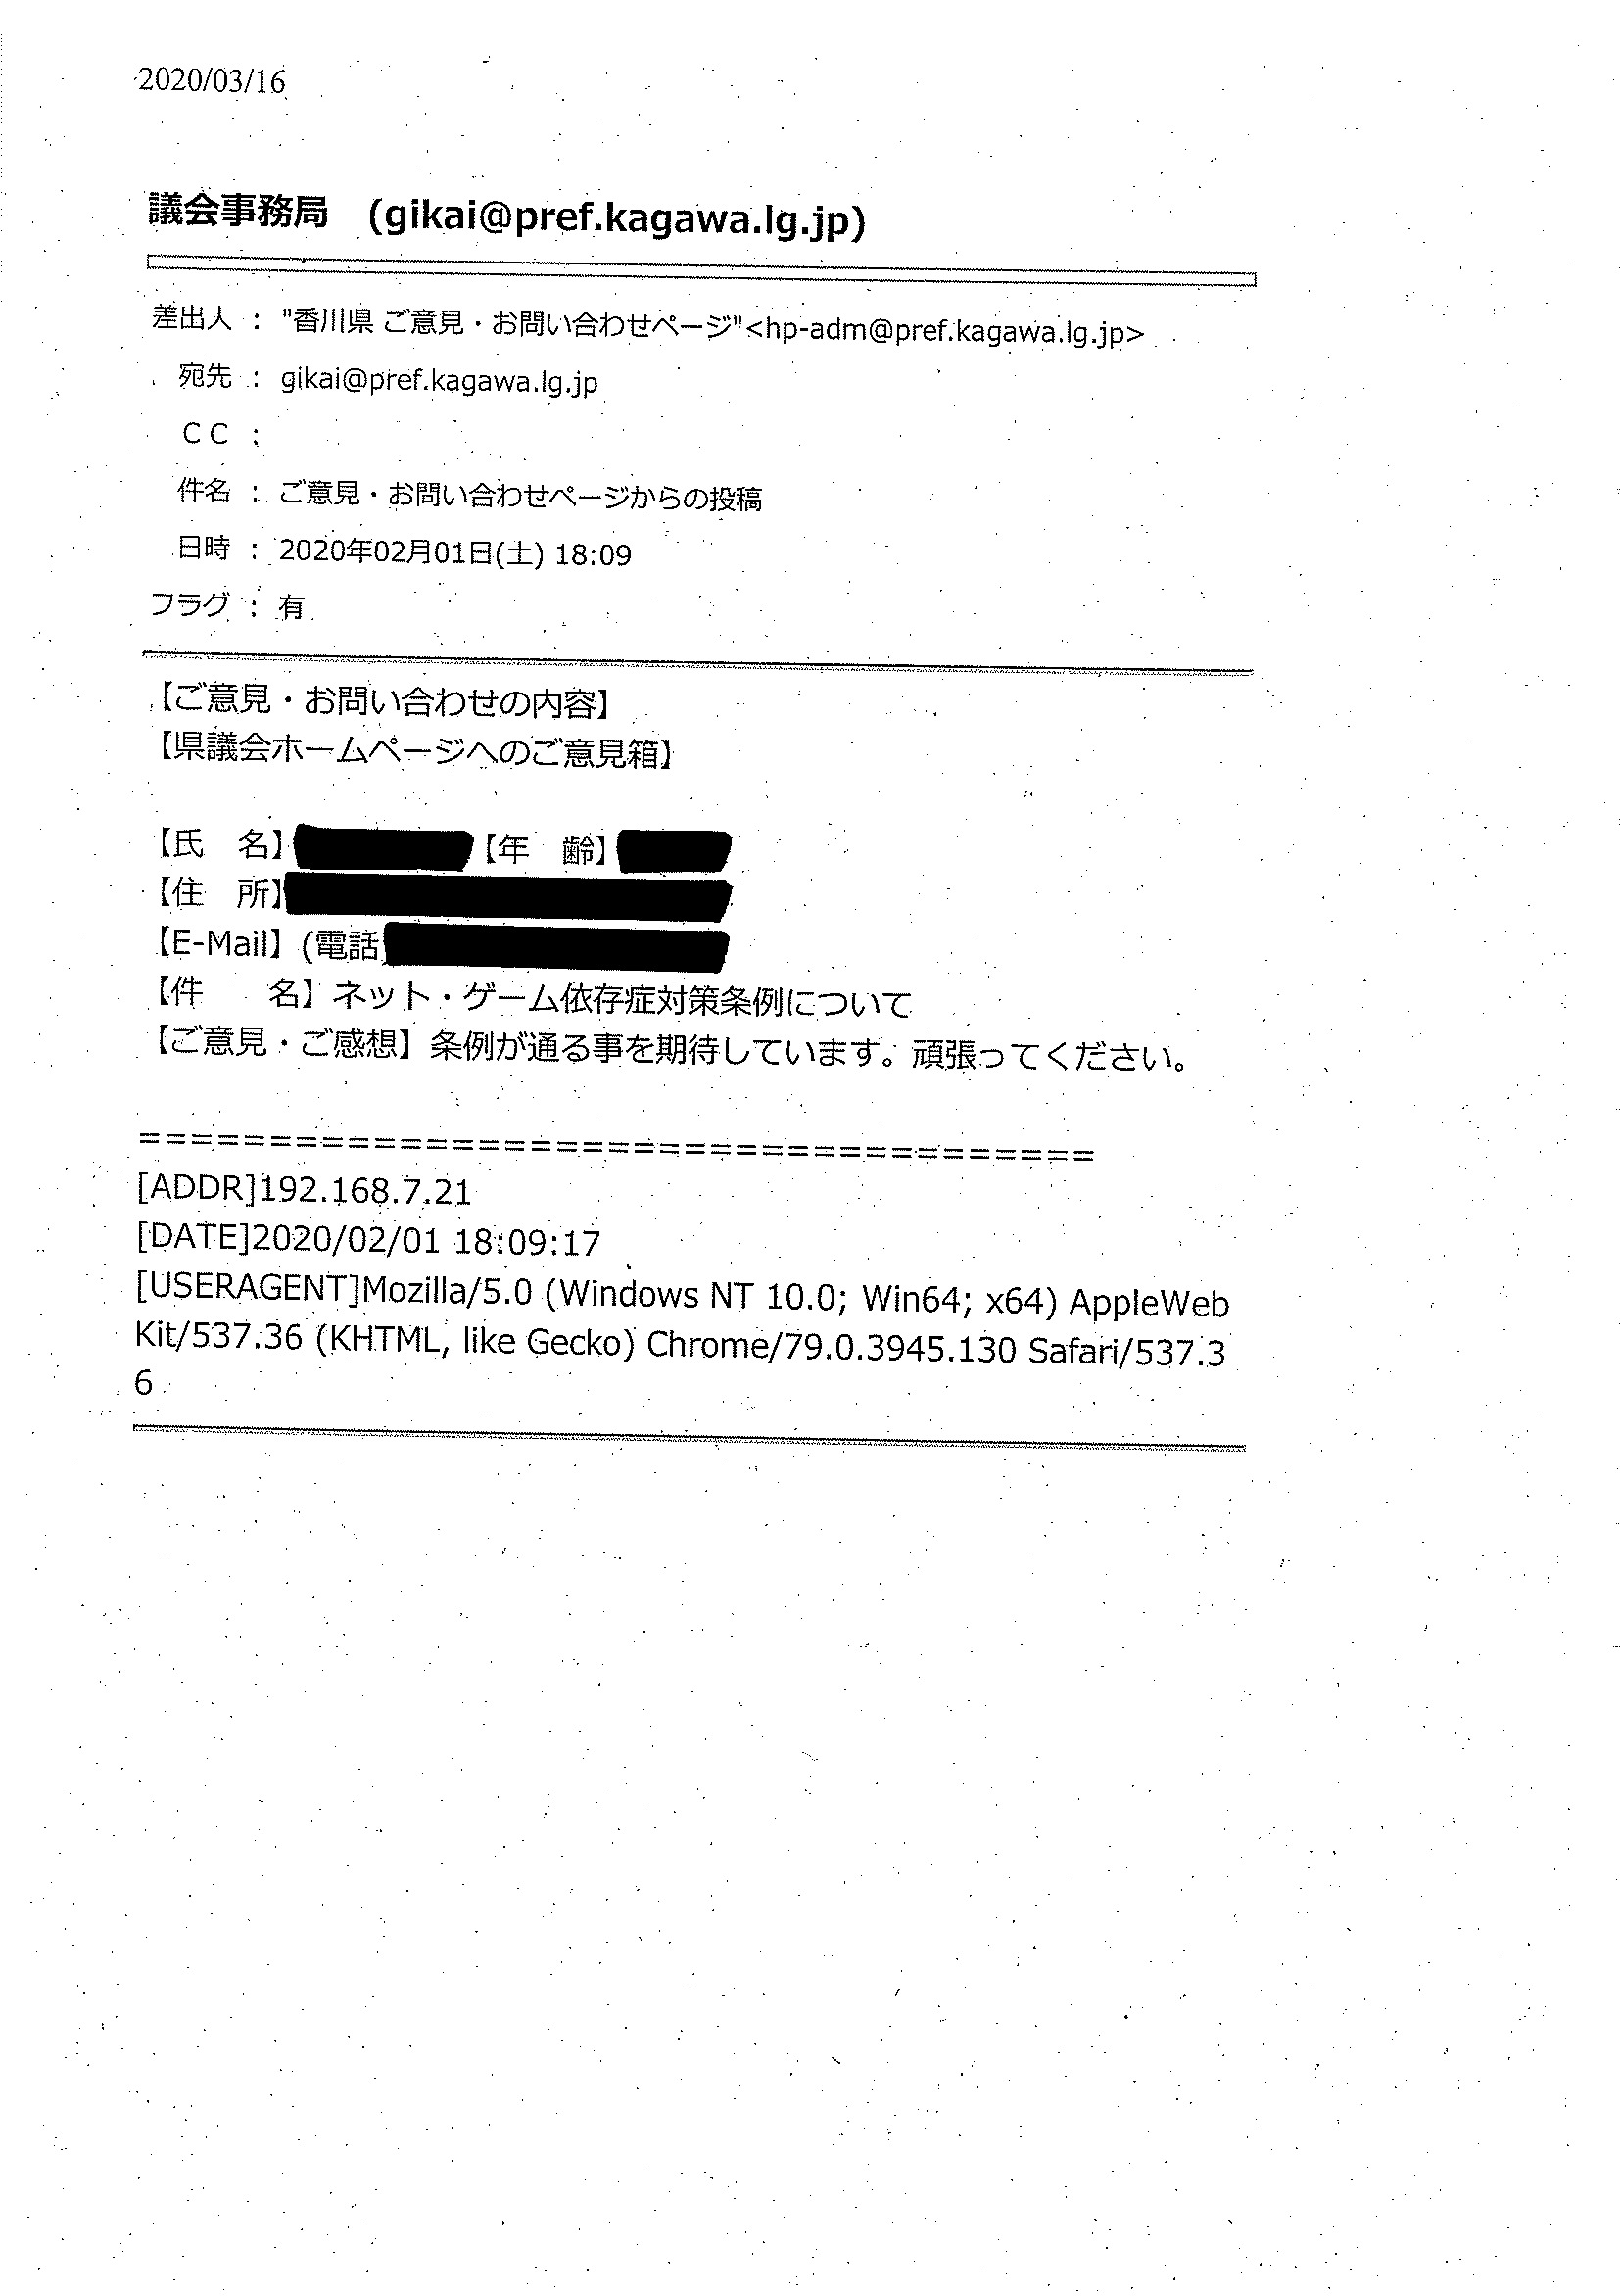 2020/03/16
議会事務局　(gikai@pref.kagawa.lg.jp)
差出人 ： "香川県 ご意見・お問い合わせページ"<hp-adm@pref.kagawa.lg.jp>
宛先 ： gikai@pref.kagawa.lg.jp
ＣＣ ：
件名 ： ご意見・お問い合わせページからの投稿
日時 ： 2020年02月01日(土) 18:09
フラグ ： 有
【ご意見・お問い合わせの内容】
【県議会ホームページへのご意見箱】
【氏　名】【年　齢】
【住　所】
【E-Mail】(電話
【件　　名】ネット・ゲーム依存症対策条例について
【ご意見・ご感想】条例が通る事を期待しています。頑張ってください。
=====================================
[ADDR]192.168.7.21
[DATE]2020/02/01 18:09:17
[USERAGENT]Mozilla/5.0 (Windows NT 10.0; Win64; x64) AppleWeb
Kit/537.36 (KHTML, like Gecko) Chrome/79.0.3945.130 Safari/537.3
6